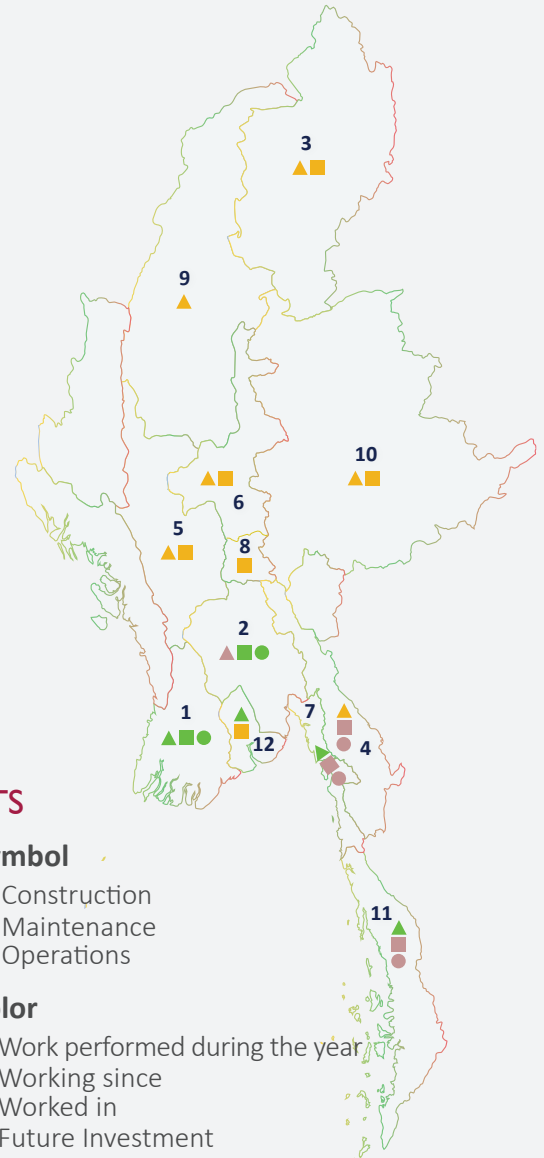 3
9
10
6
5
8
2
7
1
12
4
TS
mbol
Construction
Maintenance
Operations
11
lor
Work performed during the year
Working since
Worked in
Future Investment